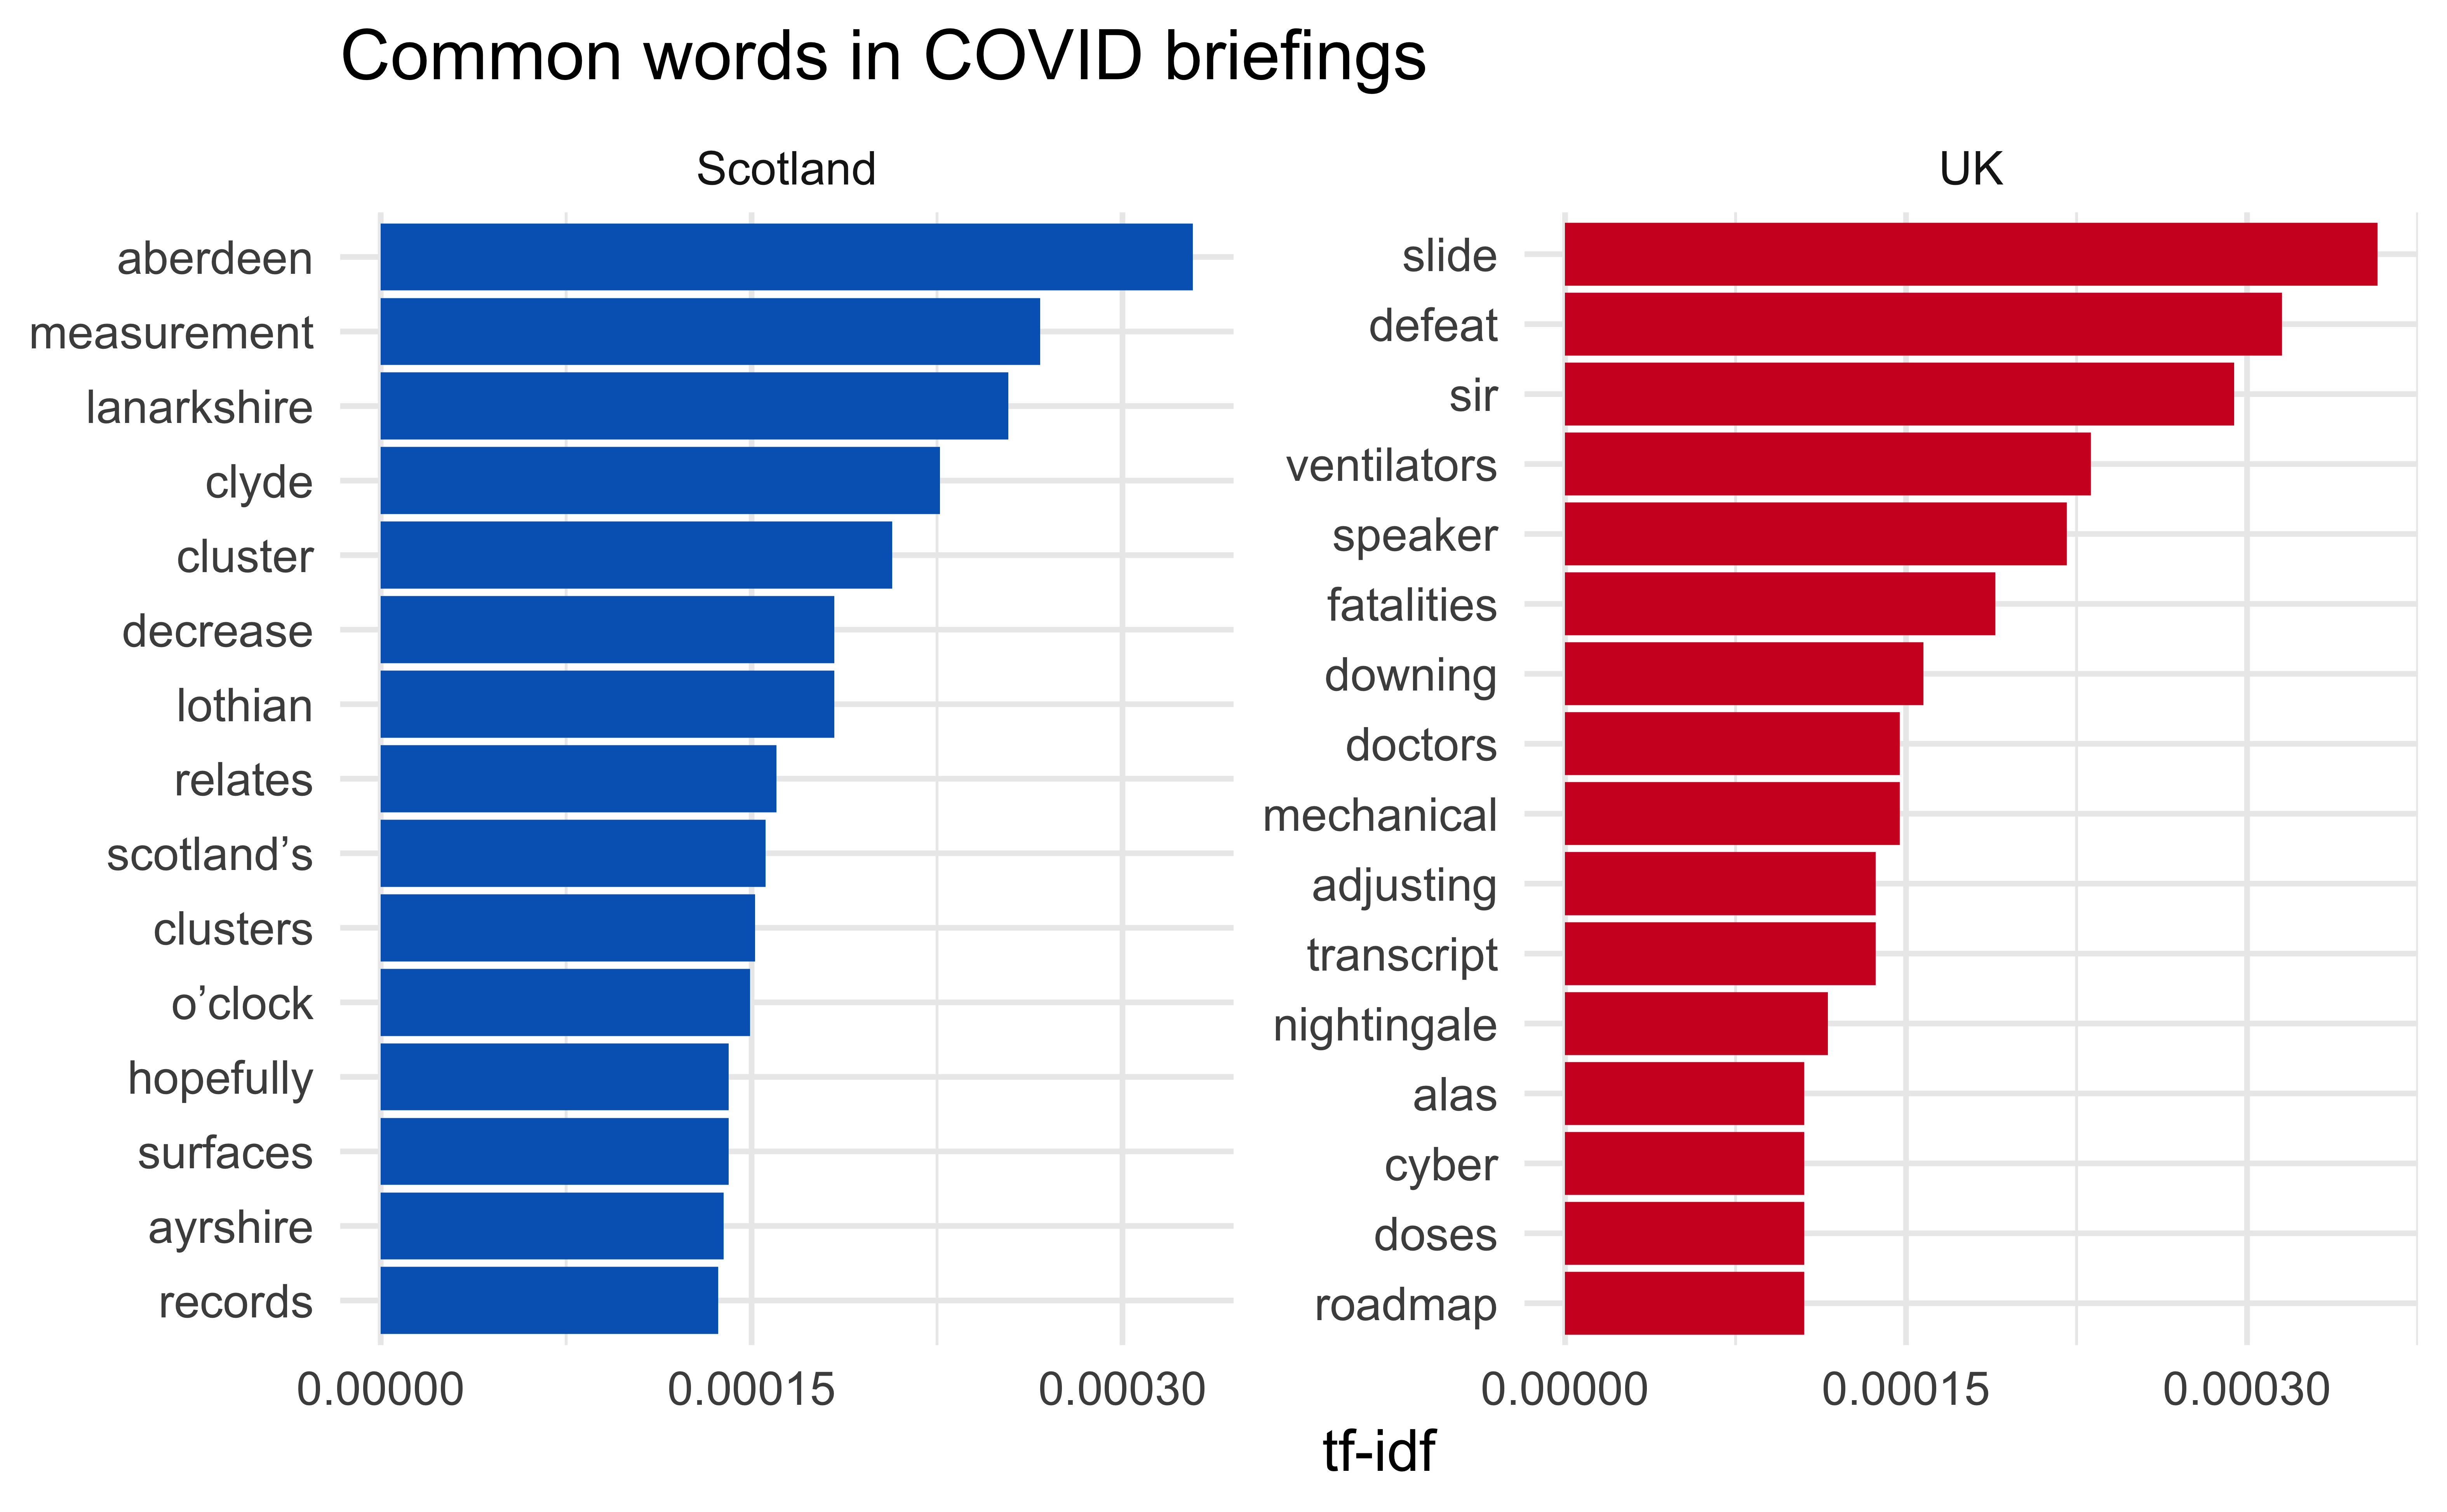 Common words in COVID briefings
Scotland
aberdeen
measurement
lanarkshire
clyde
cluster
decrease
lothian
relates
scotland’s
clusters
o’clock
hopefully
surfaces
ayrshire
records
0.00000 0.00015 0.00030
UK
slide
defeat
sir
ventilators
speaker
fatalities
downing
doctors
mechanical
adjusting
transcript
nightingale
alas
cyber
doses
roadmap
0.00000 0.00015 0.00030
tf-idf